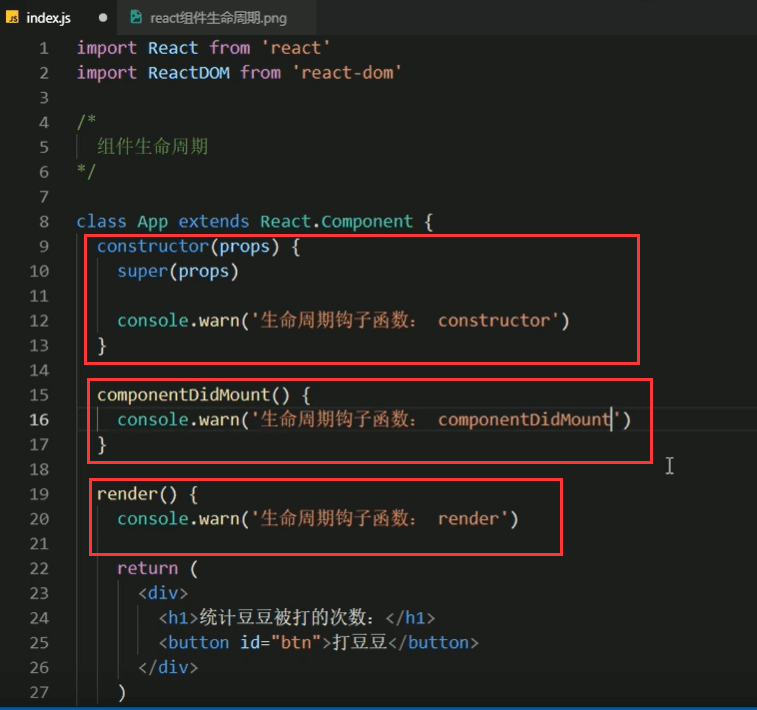 JS index.js ● react组件生命周期.png
1 import React from 'react'
2 import ReactDOM from 'react-dom'
3
4 /*
5 组件生命周期
6 */
7
8 class App extends React.Component {
9 constructor(props) {
10 super(props)
11
12 console.warn('生命周期钩子函数： constructor')
13 }
14
15 componentDidMount() {
16 console.warn('生命周期钩子函数： componentDidMount')
17 }
18
19 render() {
20 console.warn('生命周期钩子函数： render')
21
22 return (
23 <div>
24 <h1>统计豆豆被打的次数：</h1>
25 <button id="btn">打豆豆</button>
26 </div>
27 )